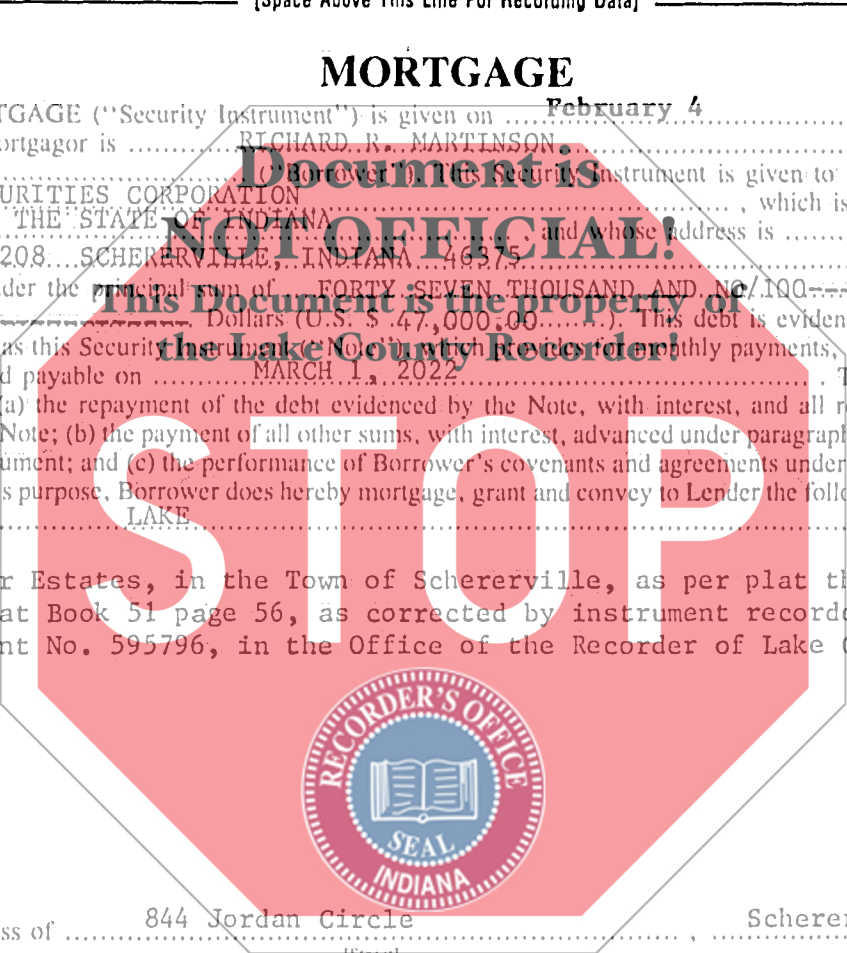 [Space Above This Line For Recording Data]
MORTGAGE
TGAGE ("Security Instrument") is given on ..... February 4 .....
ortgagor is ..... RICHARD R. MARTINSON .....
..... ("Borrower"). This Security Instrument is given to
Document is
URITIES CORPORATION ..... , which is
THE STATE OF INDIANA ..... , and whose address is .....
NOT OFFICIAL!
208 SCHERERVILLE, INDIANA 46375
der the principal sum of FORTY SEVEN THOUSAND AND NO/100---
This Document is the property of
---------- Dollars (U.S. $ 47,000.00 ......). This debt is eviden
as this Security Instrument ("Note"), which provides for monthly payments,
the Lake County Recorder!
d payable on ..... MARCH 1, 2022 ..... . T
(a) the repayment of the debt evidenced by the Note, with interest, and all r
Note; (b) the payment of all other sums, with interest, advanced under paragraph
ument; and (c) the performance of Borrower's covenants and agreements under
s purpose, Borrower does hereby mortgage, grant and convey to Lender the follo
..... LAKE .....
STOP
r Estates, in the Town of Schererville, as per plat th
at Book 51 page 56, as corrected by instrument recorde
nt No. 595796, in the Office of the Recorder of Lake C
RECORDER'S OFFICE
SEAL
INDIANA
ss of ..... 844 Jordan Circle ..... , ..... Scherer